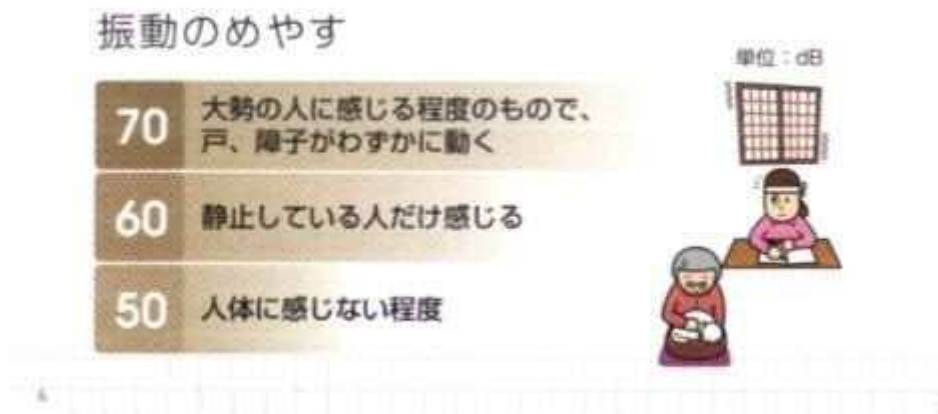 振動のめやす
単位：dB
70
大勢の人に感じる程度のもので、
戸、障子がわずかに動く
60
静止している人だけ感じる
50
人体に感じない程度